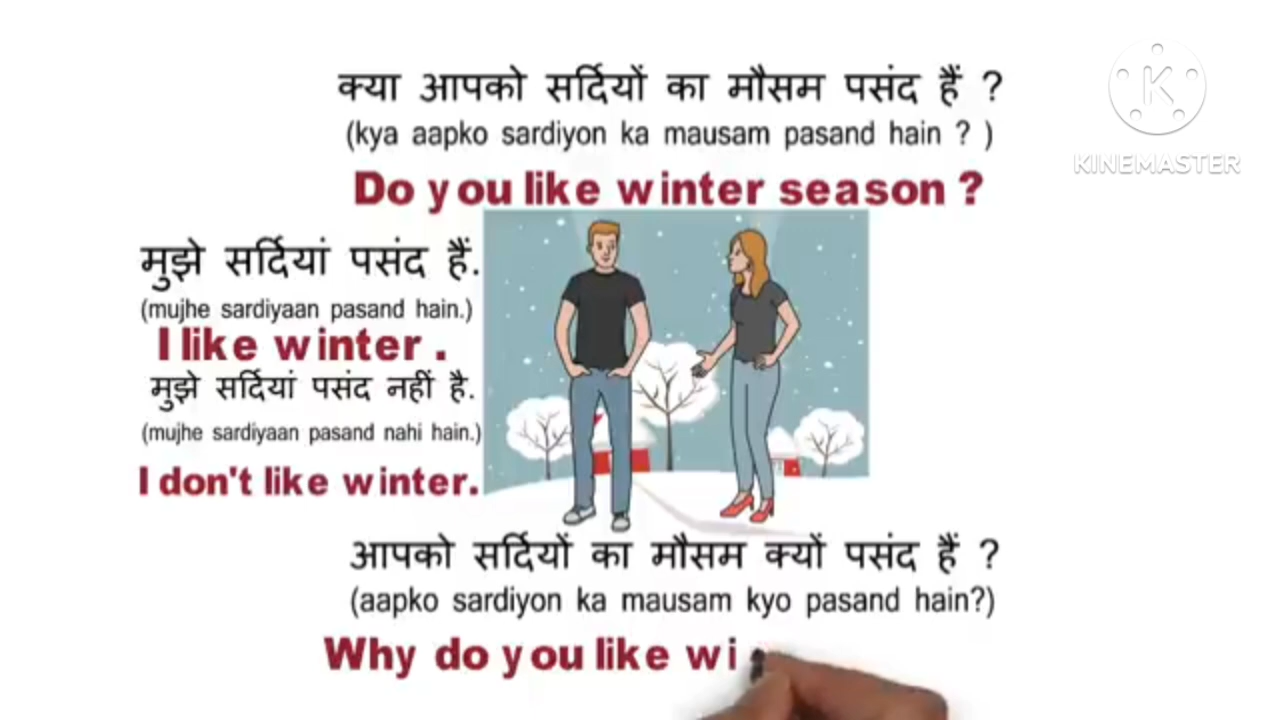 क्या आपको सर्दियों का मौसम पसंद हैं ?
(kya aapko sardiyon ka mausam pasand hain ? )
Do you like winter season ?
KINEMASTER
मुझे सर्दियां पसंद हैं.
(mujhe sardiyaan pasand hain.)
I like winter .
मुझे सर्दियां पसंद नहीं है.
(mujhe sardiyaan pasand nahi hain.)
I don't like winter.
आपको सर्दियों का मौसम क्यों पसंद हैं ?
(aapko sardiyon ka mausam kyo pasand hain?)
Why do you like wi